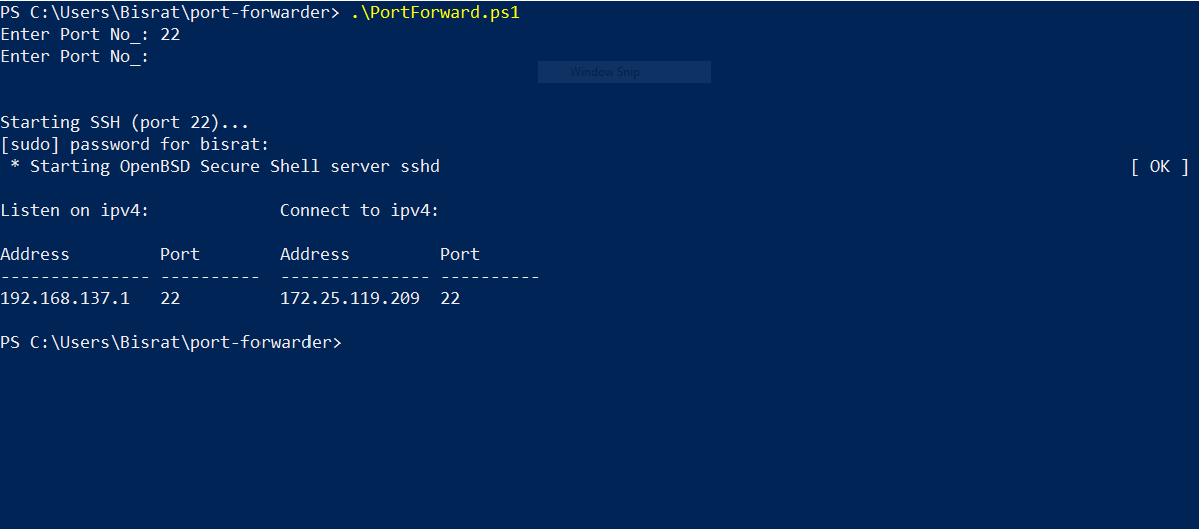 PS C:\Users\Bisrat\port-forwarder> .\PortForward.ps1
Enter Port No_: 22
Enter Port No_:
Window Snip
Starting SSH (port 22)...
[sudo] password for bisrat:
* Starting OpenBSD Secure Shell server sshd [ OK ]
Listen on ipv4: Connect to ipv4:
Address Port Address Port
--------------- ---------- --------------- ----------
192.168.137.1 22 172.25.119.209 22
PS C:\Users\Bisrat\port-forwarder>